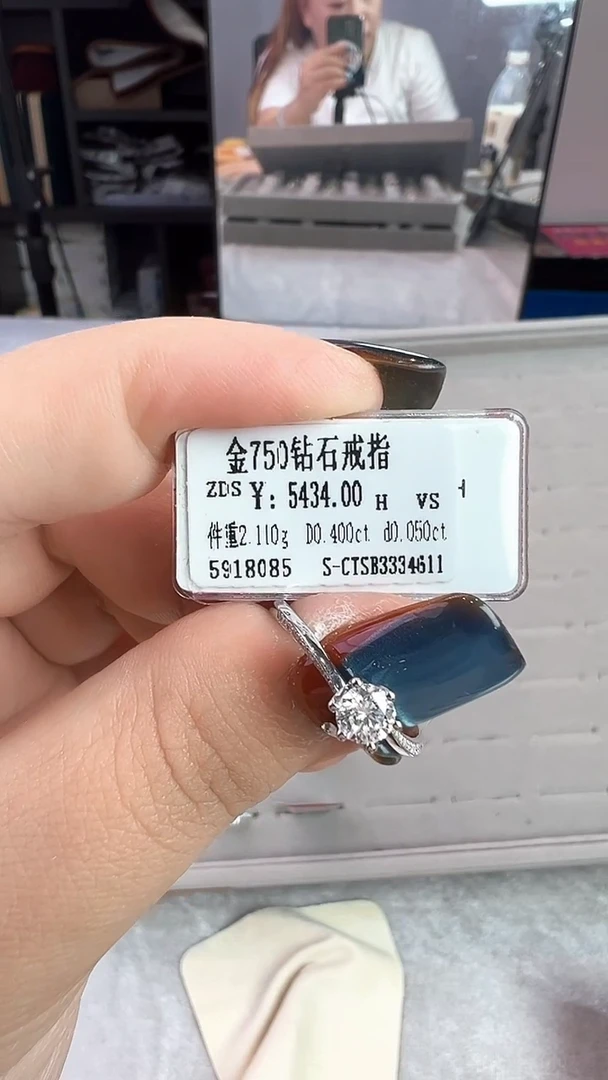 金750钻石戒指
ZDS ¥: 5434.00 H VS
件重2.110g D0.400ct d0.050ct
5918085 S-CTSB3334611